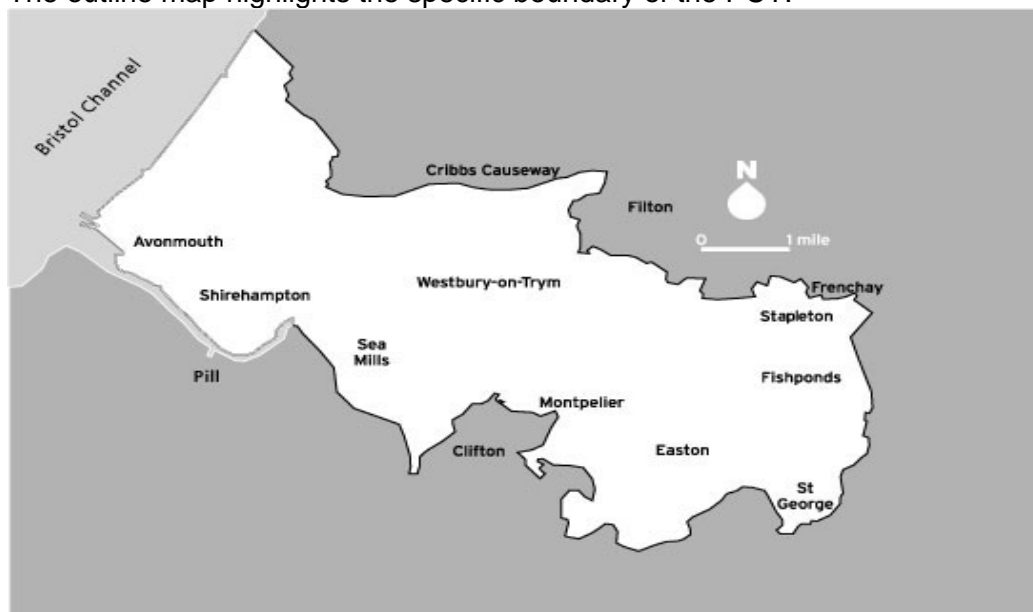 The outline map highlights the specific boundary of the PCT.
Bristol Channel
Cribbs Causeway
N
Filton
0 1 mile
Avonmouth
Westbury-on-Trym
Frenchay
Shirehampton
Stapleton
Sea
Mills
Pill
Fishponds
Montpelier
Clifton
Easton
St
George